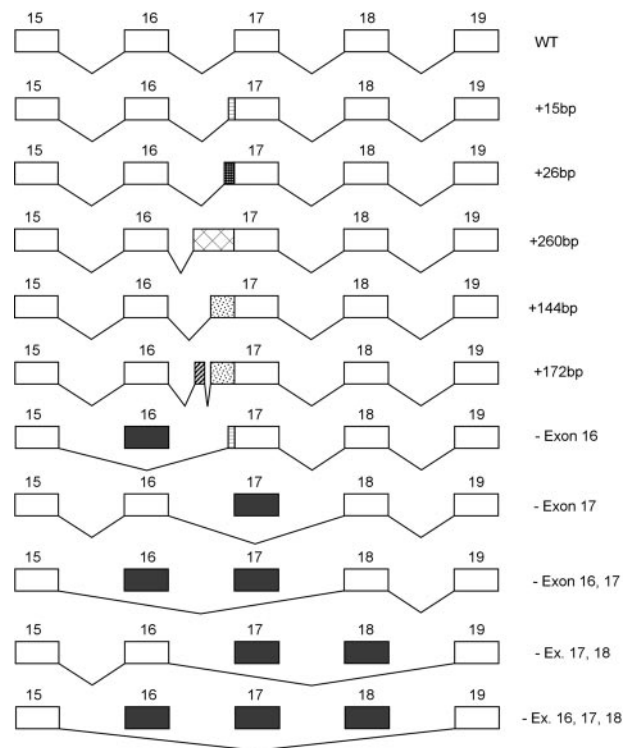 15 16 17 18 19
WT
15 16 17 18 19
+15bp
15 16 17 18 19
+26bp
15 16 17 18 19
+260bp
15 16 17 18 19
+144bp
15 16 17 18 19
+172bp
15 16 17 18 19
- Exon 16
15 16 17 18 19
- Exon 17
15 16 17 18 19
- Exon 16, 17
15 16 17 18 19
- Ex. 17, 18
15 16 17 18 19
- Ex. 16, 17, 18